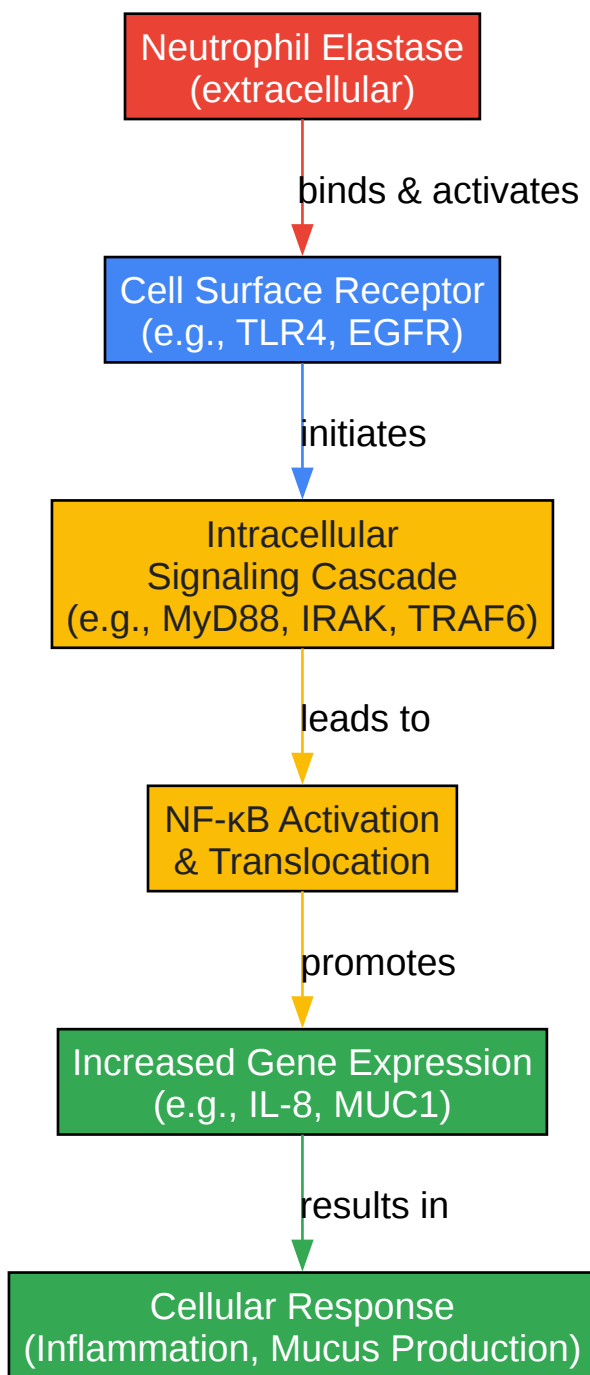 Neutrophil Elastase
(extracellular)
binds & activates
Cell Surface Receptor
(e.g., TLR4, EGFR)
initiates
Intracellular
Signaling Cascade
(e.g., MyD88, IRAK, TRAF6)
leads to
NF-κB Activation
& Translocation
promotes
Increased Gene Expression
(e.g., IL-8, MUC1)
results in
Cellular Response
(Inflammation, Mucus Production)